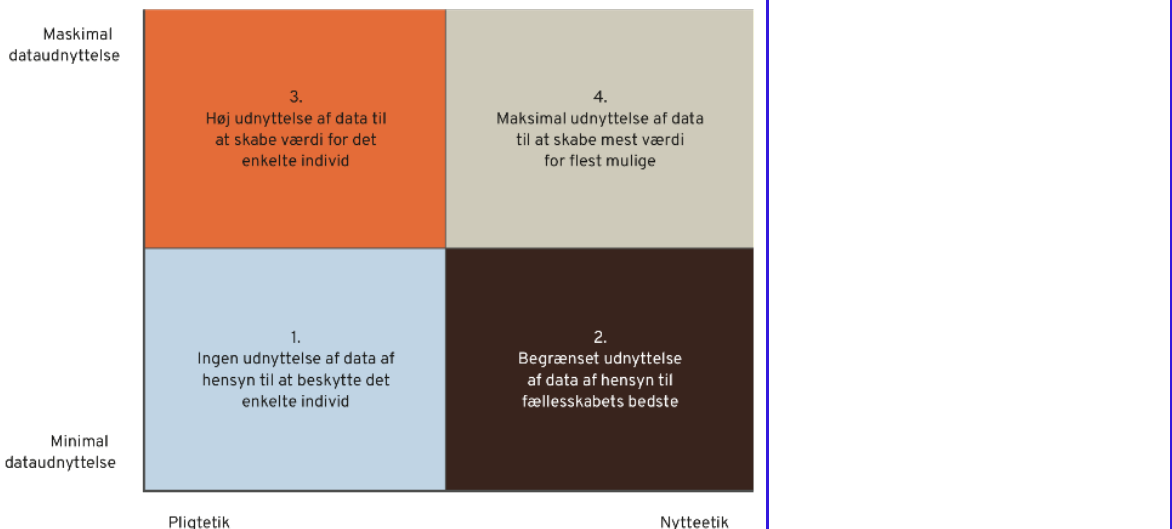 Maskimal
dataudnyttelse
3.
Høj udnyttelse af data til
at skabe værdi for det
enkelte individ
4.
Maksimal udnyttelse af data
til at skabe mest værdi
for flest mulige
1.
Ingen udnyttelse af data af
hensyn til at beskytte det
enkelte individ
2.
Begrænset udnyttelse
af data af hensyn til
fællesskabets bedste
Minimal
dataudnyttelse
Pligtetik
Nytteetik